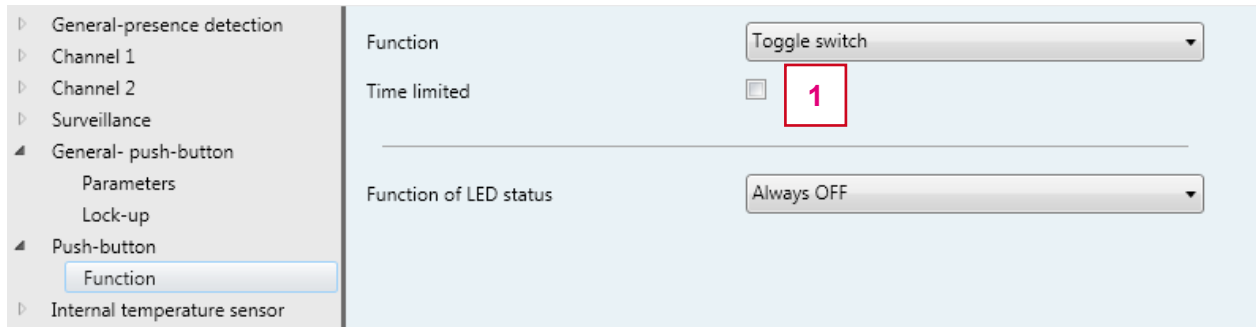 General-presence detection
Channel 1
Channel 2
Surveillance
General- push-button
Parameters
Lock-up
Push-button
Function
Internal temperature sensor
Function
Toggle switch
Time limited
1
Function of LED status
Always OFF